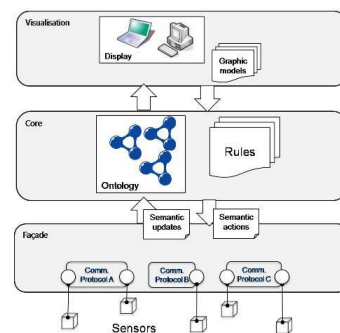 Visualisation
Display
Graphic
models
Core
Rules
Ontology
Semantic
updates
Semantic
actions
Façade
Comm.
Protocol A
Comm.
Protocol B
Comm.
Protocol C
Sensors